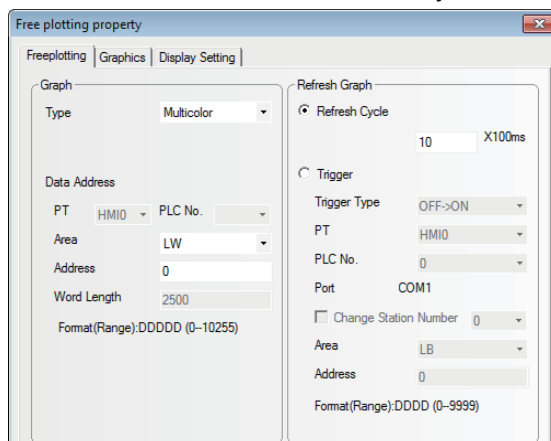 Free plotting property
Freeplotting Graphics Display Setting
Graph
Type Multicolor
Data Address
PT HMI0 PLC No.
Area LW
Address 0
Word Length 2500
Format(Range):DDDDD (0--10255)
Refresh Graph
Refresh Cycle
10 X100ms
Trigger
Trigger Type OFF->ON
PT HMI0
PLC No. 0
Port COM1
Change Station Number 0
Area LB
Address 0
Format(Range):DDDD (0--9999)